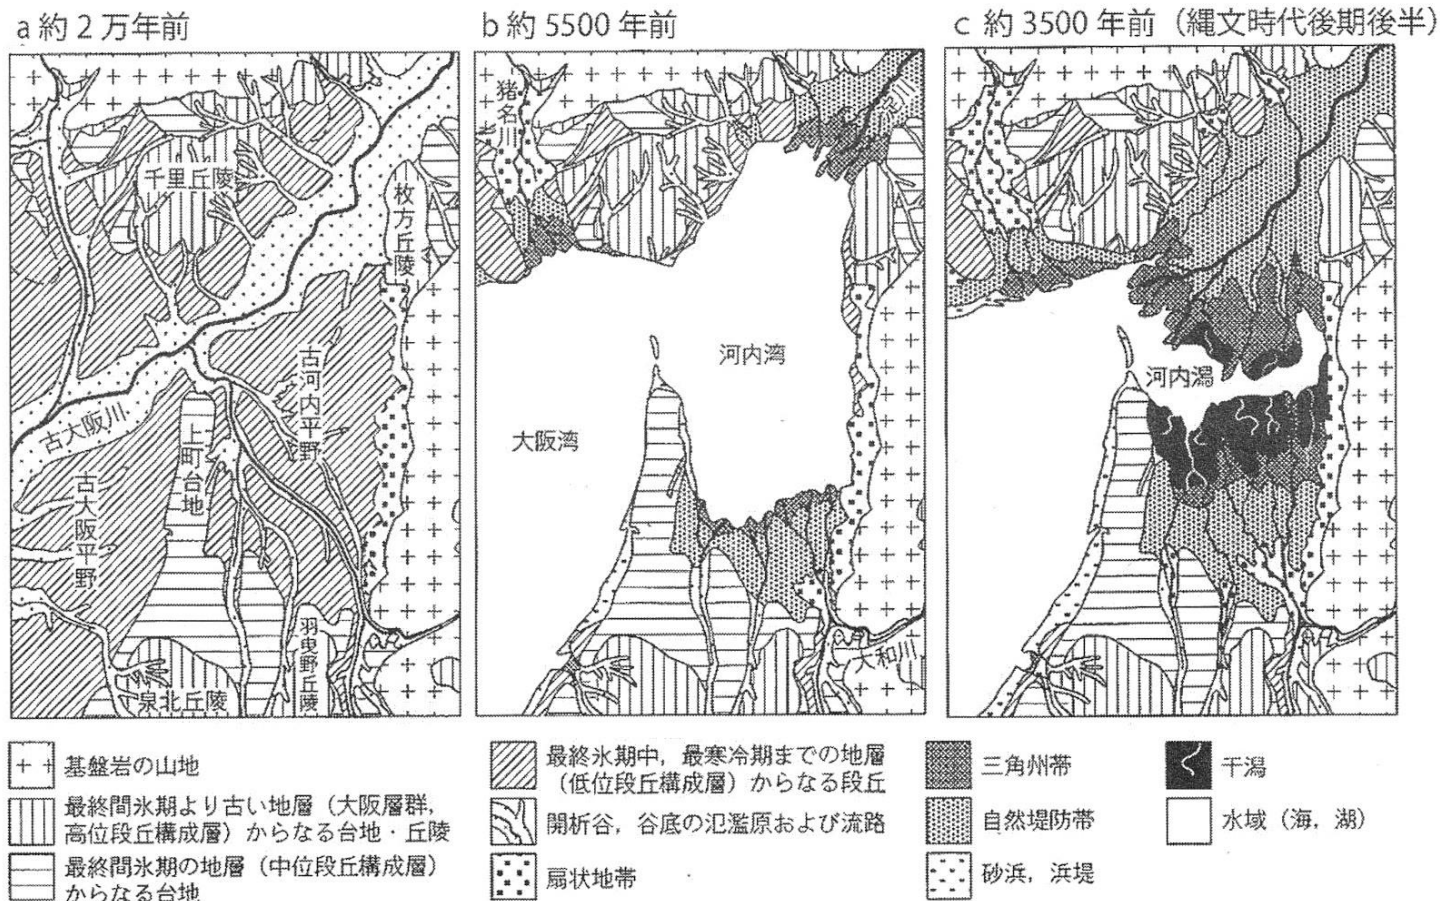 a 約2万年前
b 約5500年前
c 約3500年前(縄文時代後期後半)
千里丘陵
枚方丘陵
古河内平野
古大阪川
上町台地
古大阪平野
羽曳野丘陵
泉北丘陵
猪名川
河内湾
大阪湾
大和川
河内潟
基盤岩の山地
最終間氷期より古い地層(大阪層群,
高位段丘構成層)からなる台地・丘陵
最終間氷期の地層(中位段丘構成層)
からなる台地
最終氷期中,最寒冷期までの地層
(低位段丘構成層)からなる段丘
開析谷,谷底の氾濫原および流路
扇状地帯
三角州帯
自然堤防帯
砂浜,浜堤
干潟
水域(海,湖)